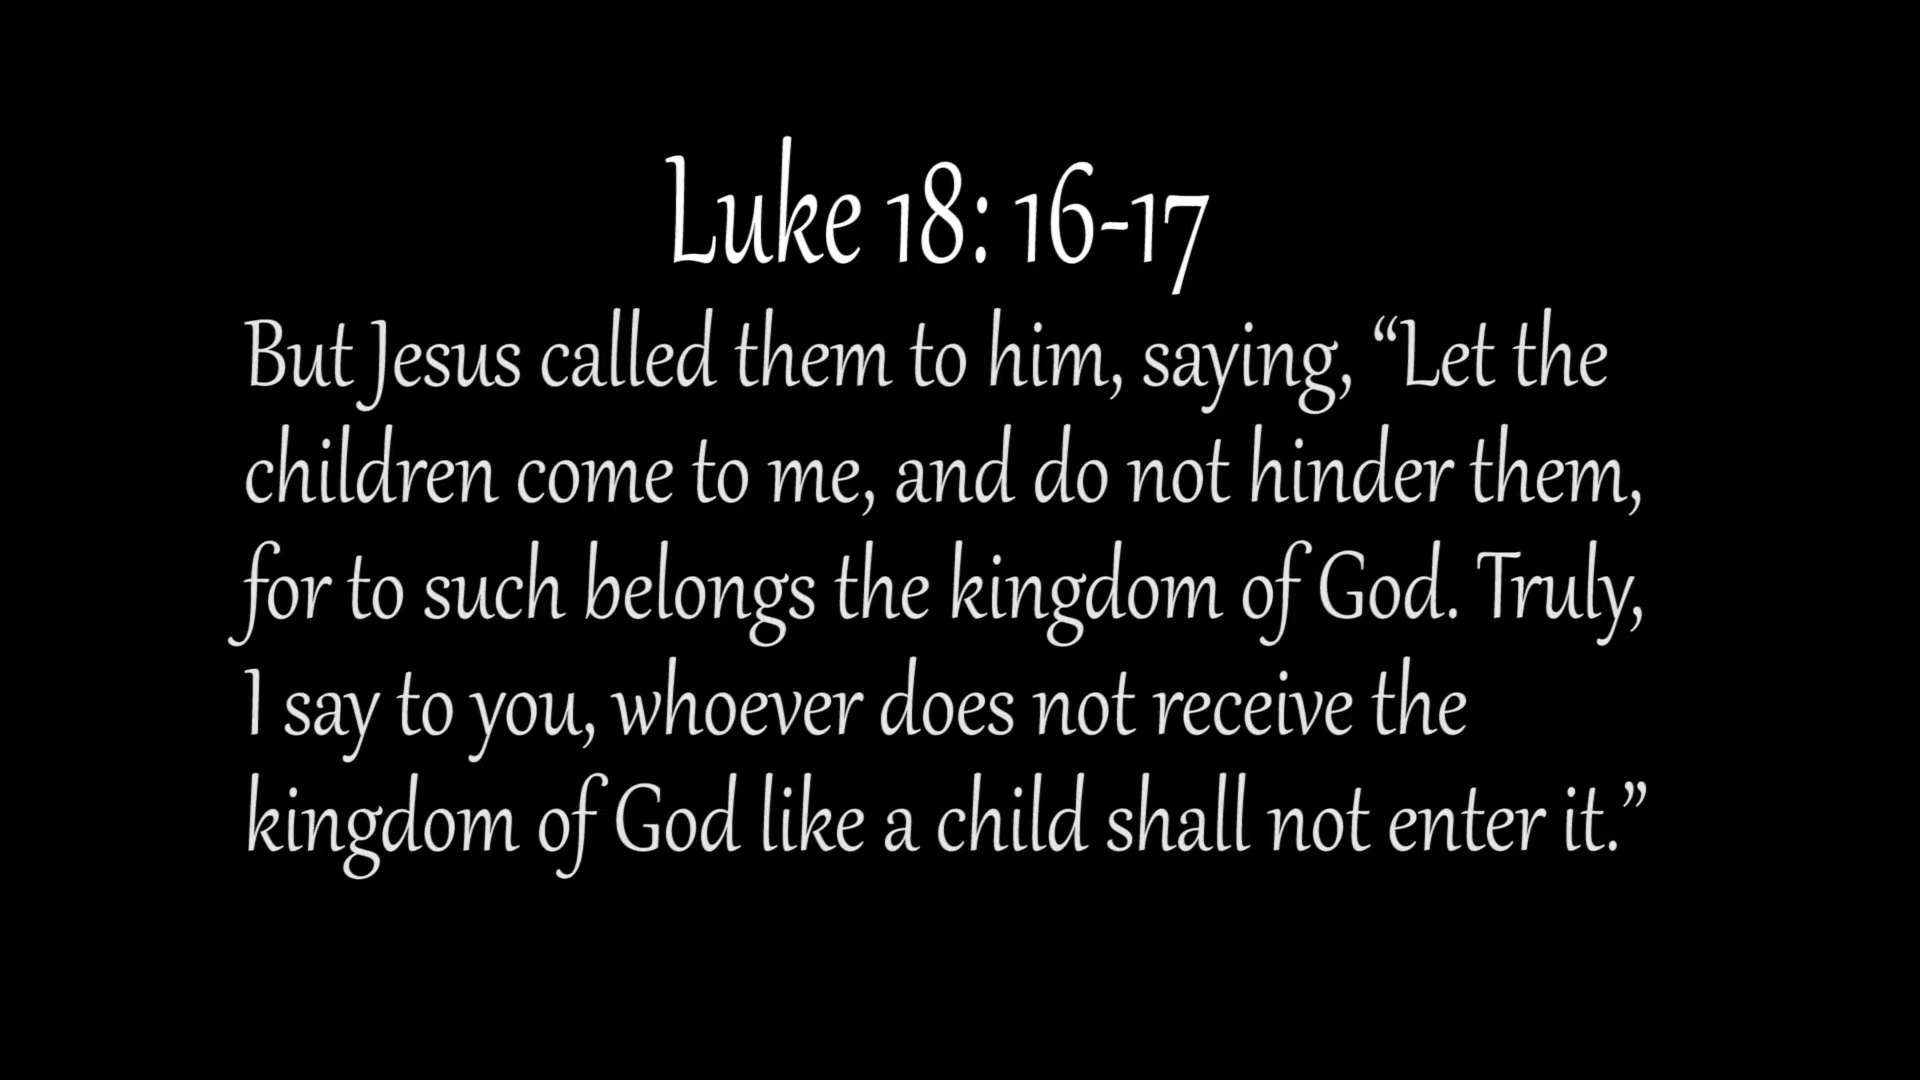 Luke 18: 16-17
But Jesus called them to him, saying, “Let the
children come to me, and do not hinder them,
for to such belongs the kingdom of God. Truly,
I say to you, whoever does not receive the
kingdom of God like a child shall not enter it.”